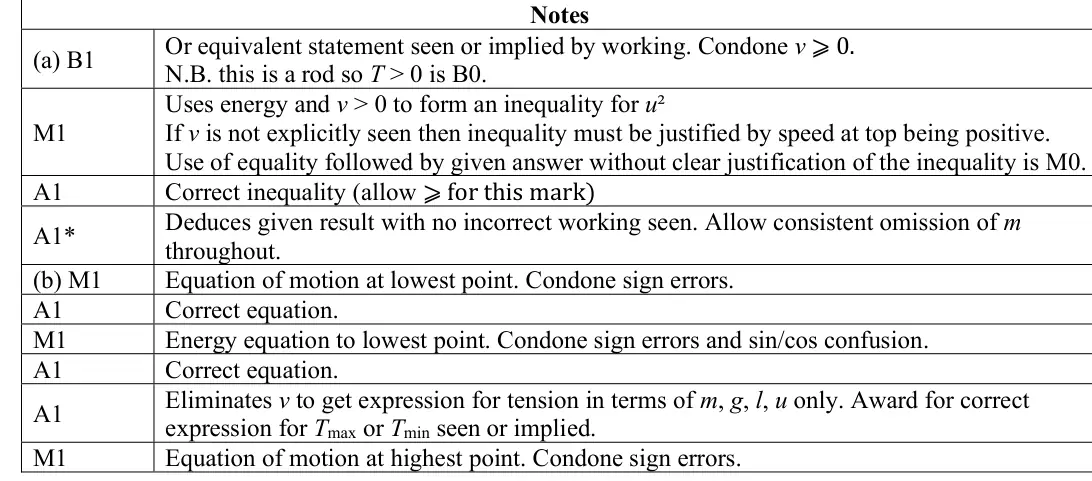 Notes
(a) B1
Or equivalent statement seen or implied by working. Condone v ⩾ 0.
N.B. this is a rod so T > 0 is B0.
M1
Uses energy and v > 0 to form an inequality for u²
If v is not explicitly seen then inequality must be justified by speed at top being positive.
Use of equality followed by given answer without clear justification of the inequality is M0.
A1
Correct inequality (allow ⩾ for this mark)
A1*
Deduces given result with no incorrect working seen. Allow consistent omission of m
throughout.
(b) M1
Equation of motion at lowest point. Condone sign errors.
A1
Correct equation.
M1
Energy equation to lowest point. Condone sign errors and sin/cos confusion.
A1
Correct equation.
A1
Eliminates v to get expression for tension in terms of m, g, l, u only. Award for correct
expression for Tmax or Tmin seen or implied.
M1
Equation of motion at highest point. Condone sign errors.